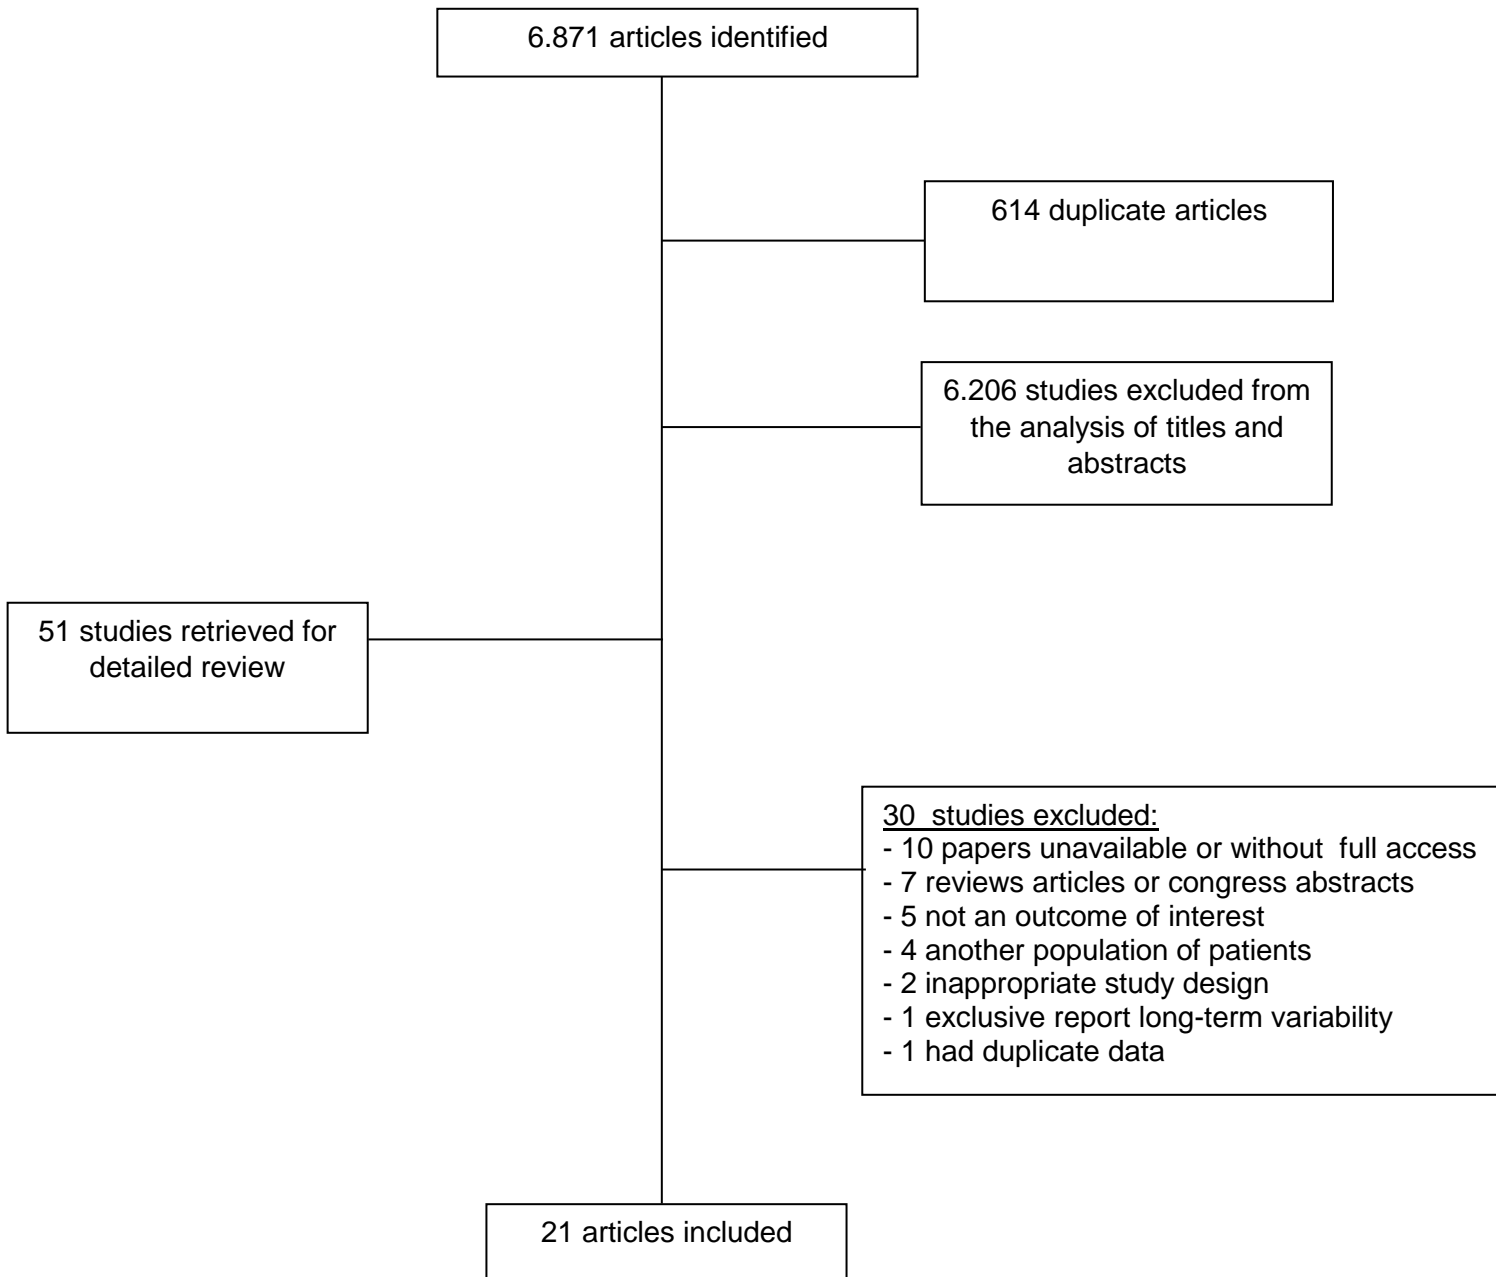 6.871 articles identified
614 duplicate articles
6.206 studies excluded from
the analysis of titles and
abstracts
51 studies retrieved for
detailed review
30  studies excluded:
- 10 papers unavailable or without  full access
- 7 reviews articles or congress abstracts
- 5 not an outcome of interest
- 4 another population of patients
- 2 inappropriate study design
- 1 exclusive report long-term variability
- 1 had duplicate data
21 articles included